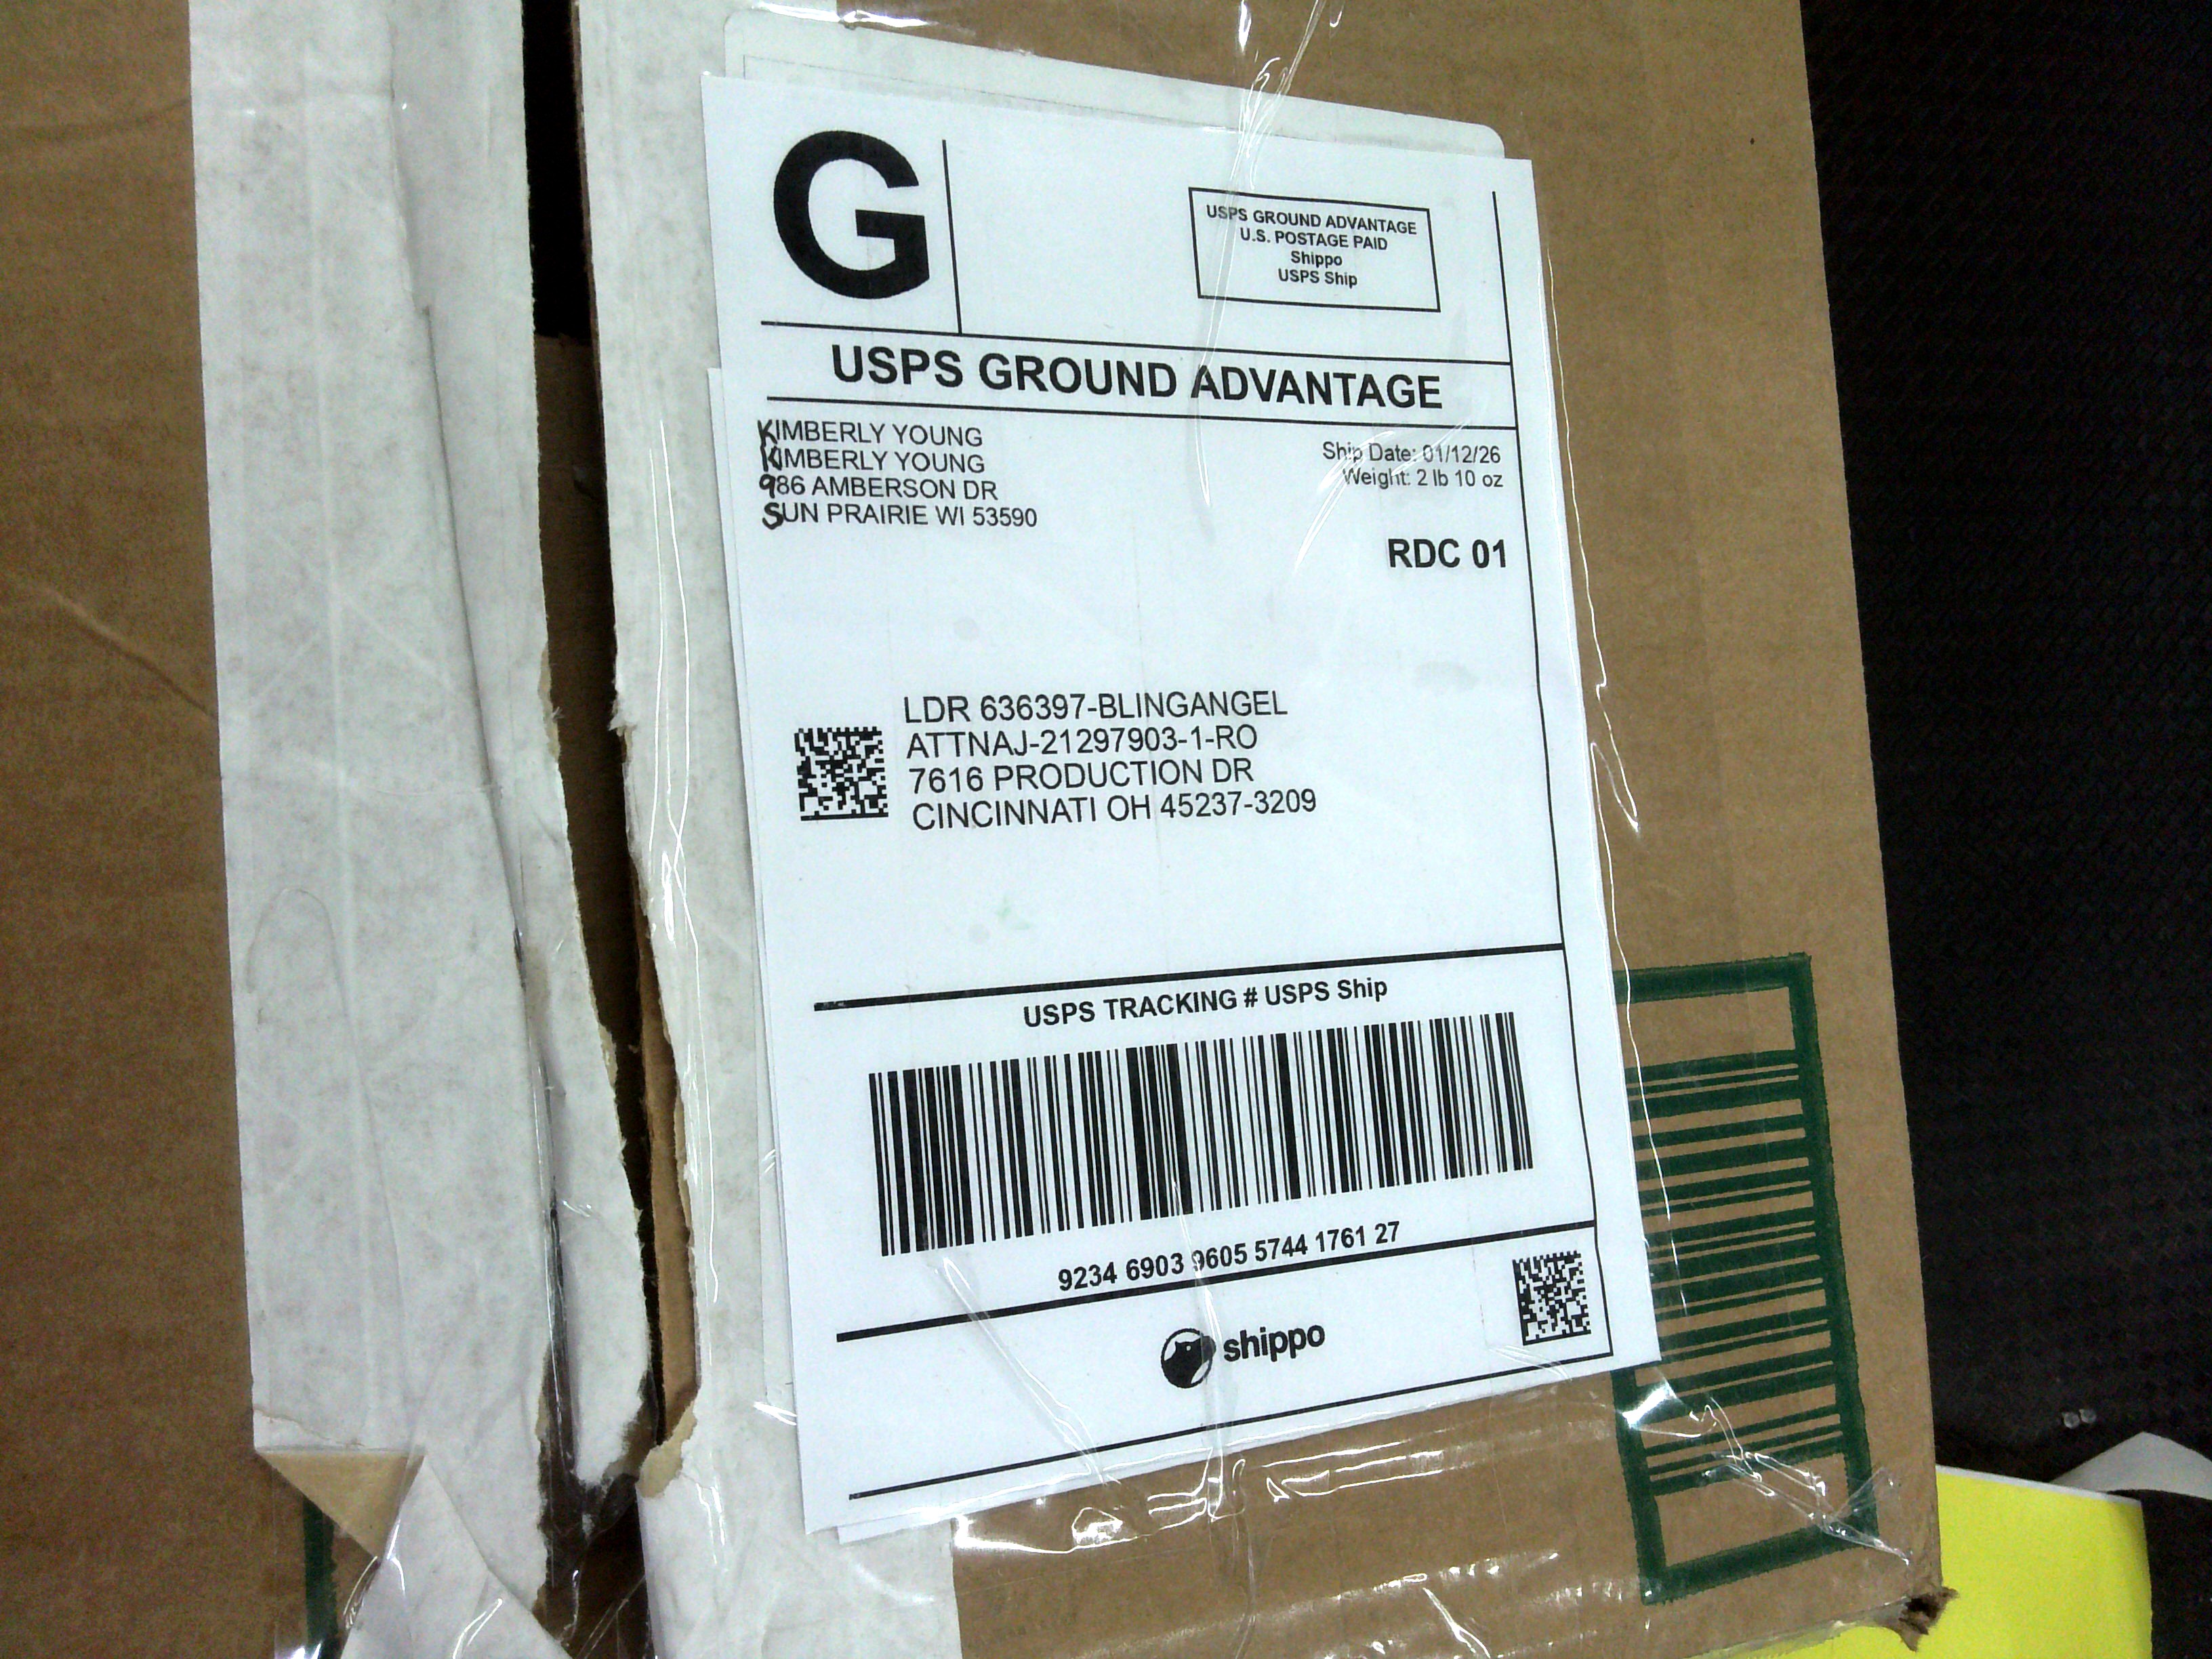 G
USPS GROUND ADVANTAGE
U.S. POSTAGE PAID
Shippo
USPS Ship
USPS GROUND ADVANTAGE
KIMBERLY YOUNG
KIMBERLY YOUNG
986 AMBERSON DR
SUN PRAIRIE WI 53590
Ship Date: 01/12/26
Weight: 2 lb 10 oz
RDC 01
LDR 636397-BLINGANGEL
ATTNAJ-21297903-1-RO
7616 PRODUCTION DR
CINCINNATI OH 45237-3209
USPS TRACKING # USPS Ship
9234 6903 9605 5744 1761 27
shippo